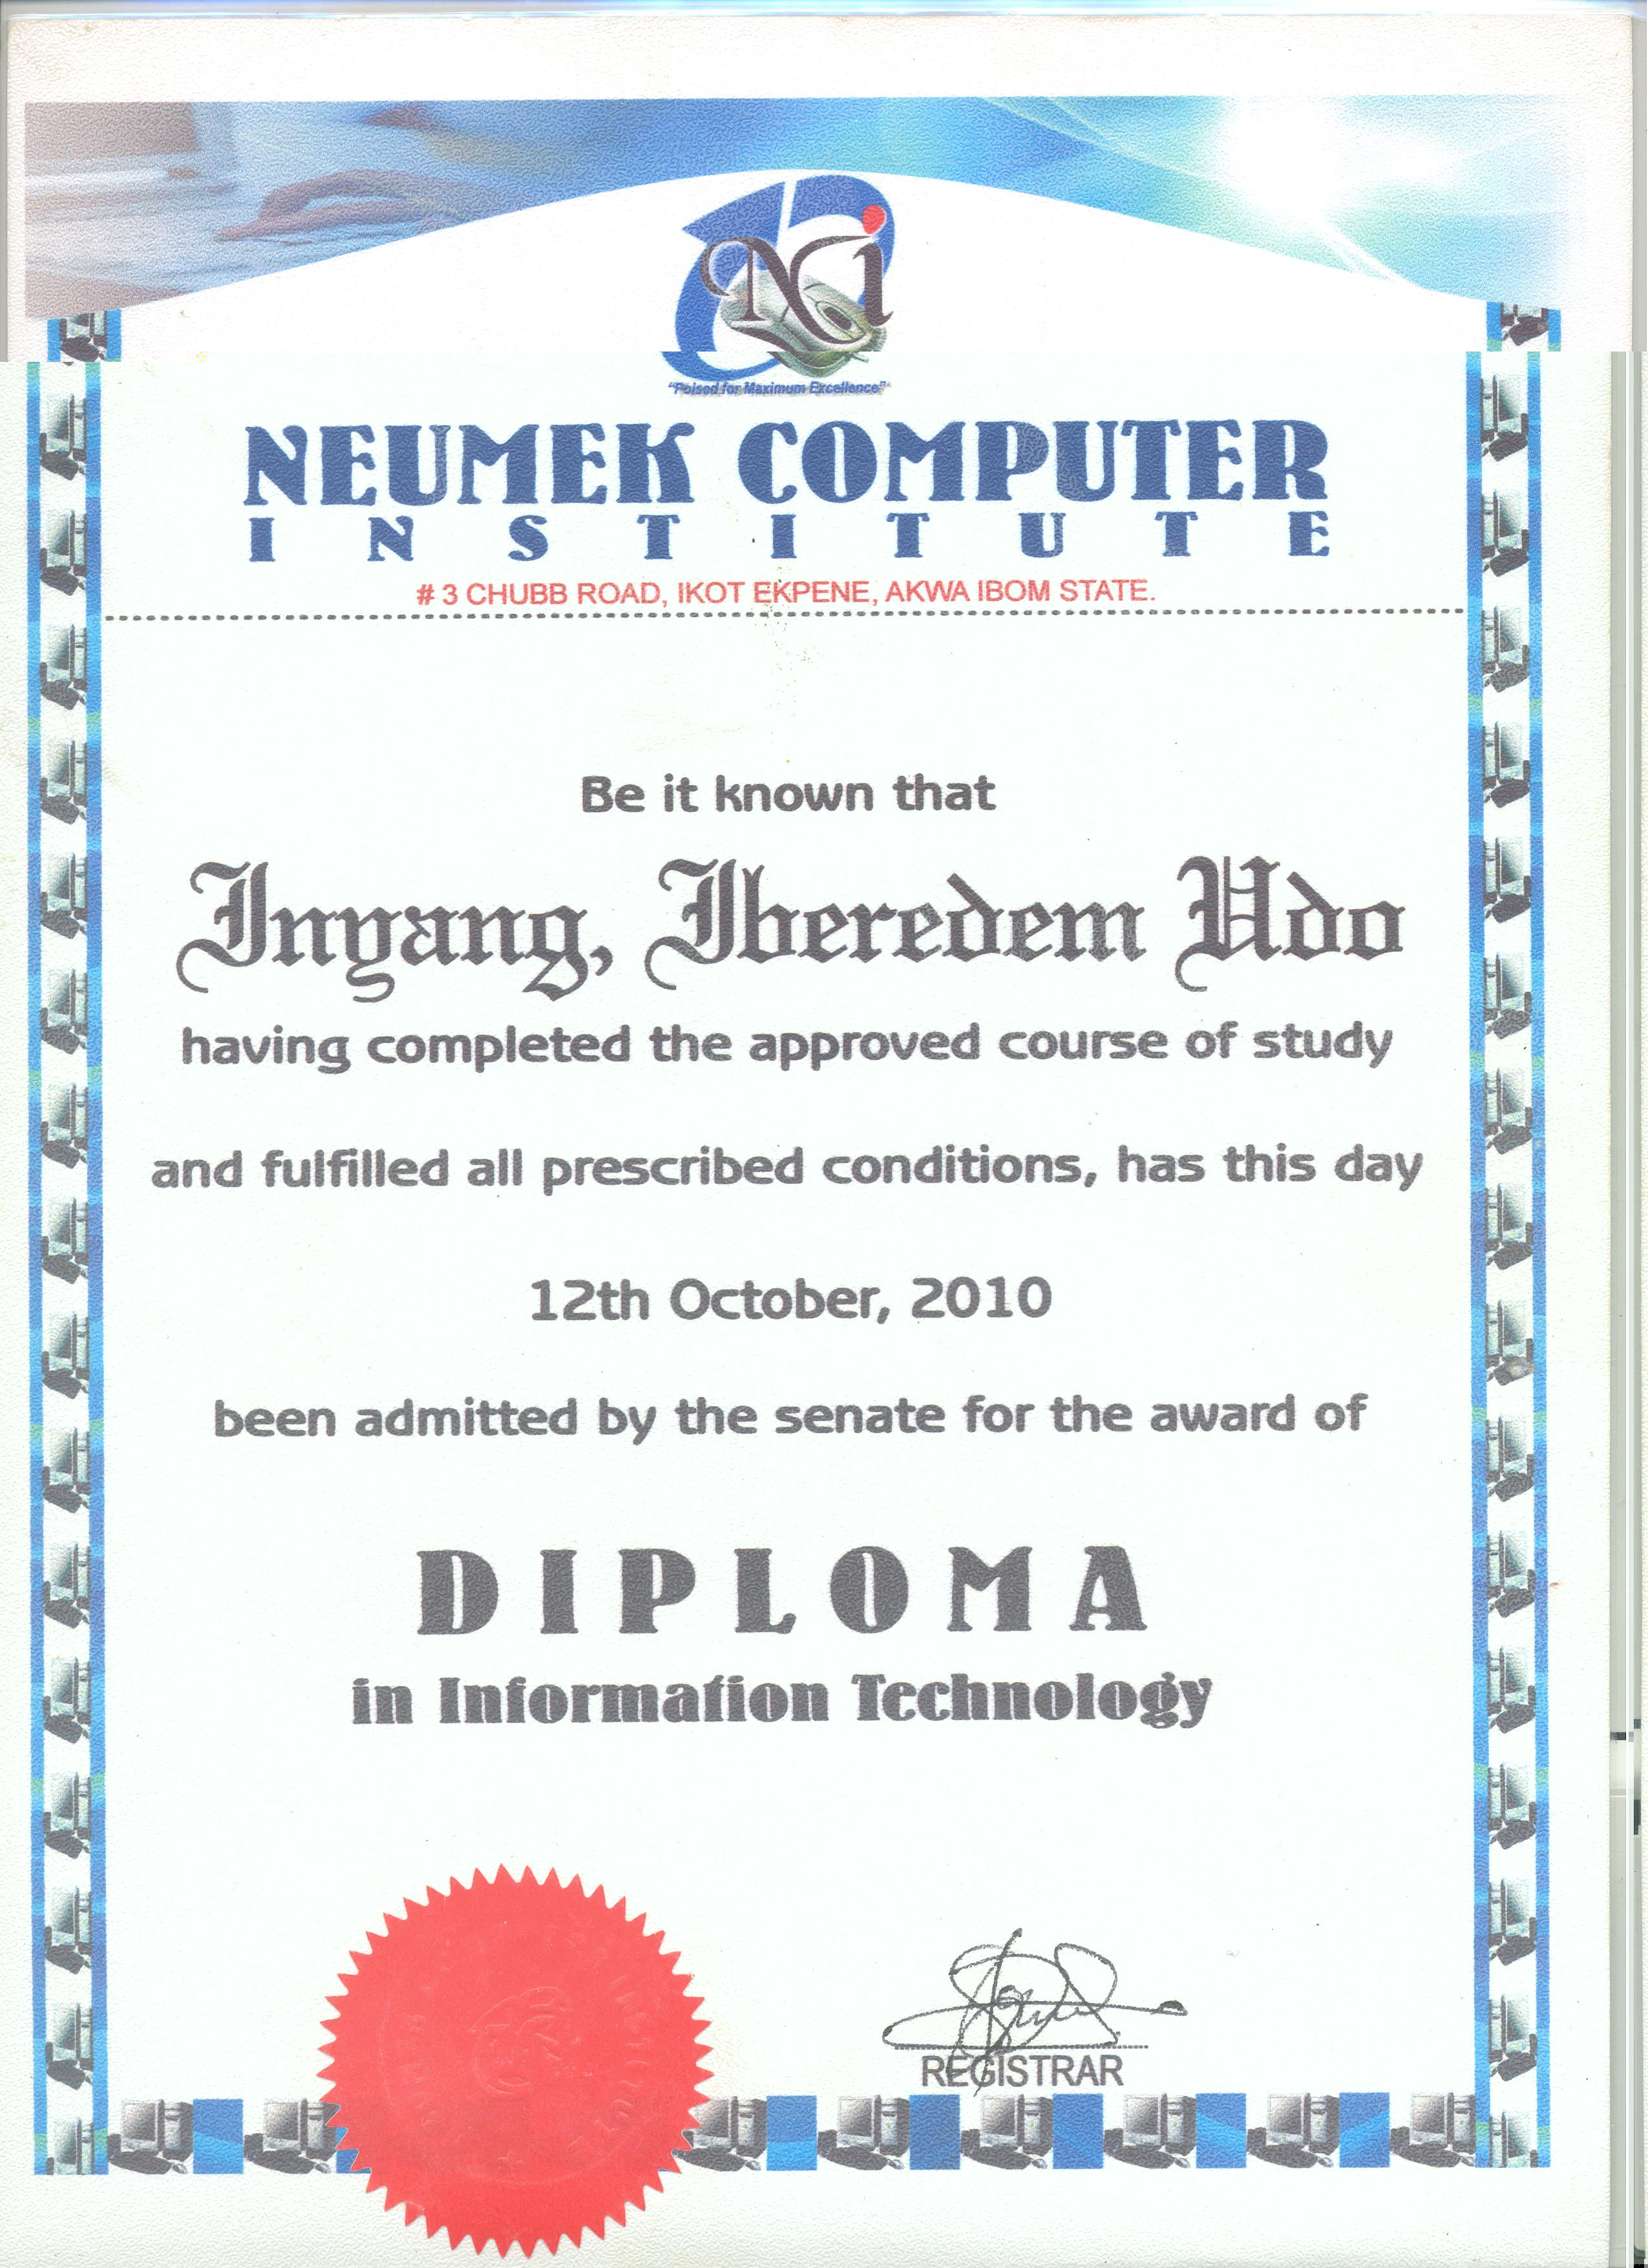 Ni
"Poised for Maximum Excellence"
NEUMEK COMPUTER
INSTITUTE
# 3 CHUBB ROAD, IKOT EKPENE, AKWA IBOM STATE.
Be it known that
Inyang, Iberedem Udo
having completed the approved course of study
and fulfilled all prescribed conditions, has this day
12th October, 2010
been admitted by the senate for the award of
DIPLOMA
in Information Technology
REGISTRAR